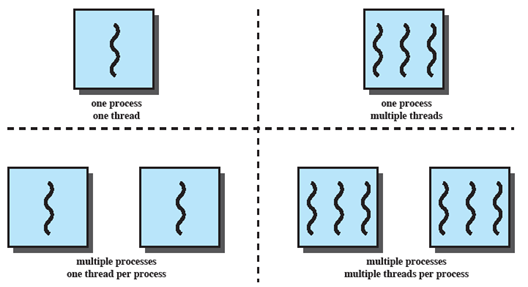 one process
one thread
one process
multiple threads
multiple processes
one thread per process
multiple processes
multiple threads per process